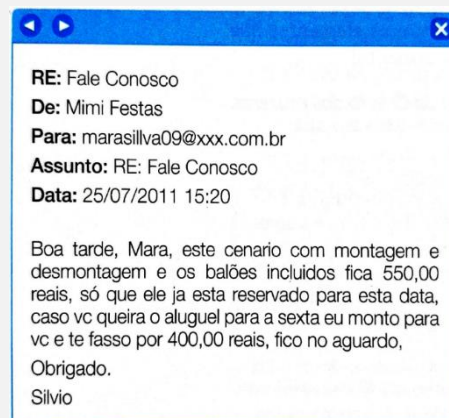 RE: Fale Conosco
De: Mimi Festas
Para: marasillva09@xxx.com.br
Assunto: RE: Fale Conosco
Data: 25/07/2011 15:20
Boa tarde, Mara, este cenario com montagem e
desmontagem e os balões incluidos fica 550,00
reais, só que ele ja esta reservado para esta data,
caso vc queira o aluguel para a sexta eu monto para
vc e te fasso por 400,00 reais, fico no aguardo,
Obrigado.
Silvio